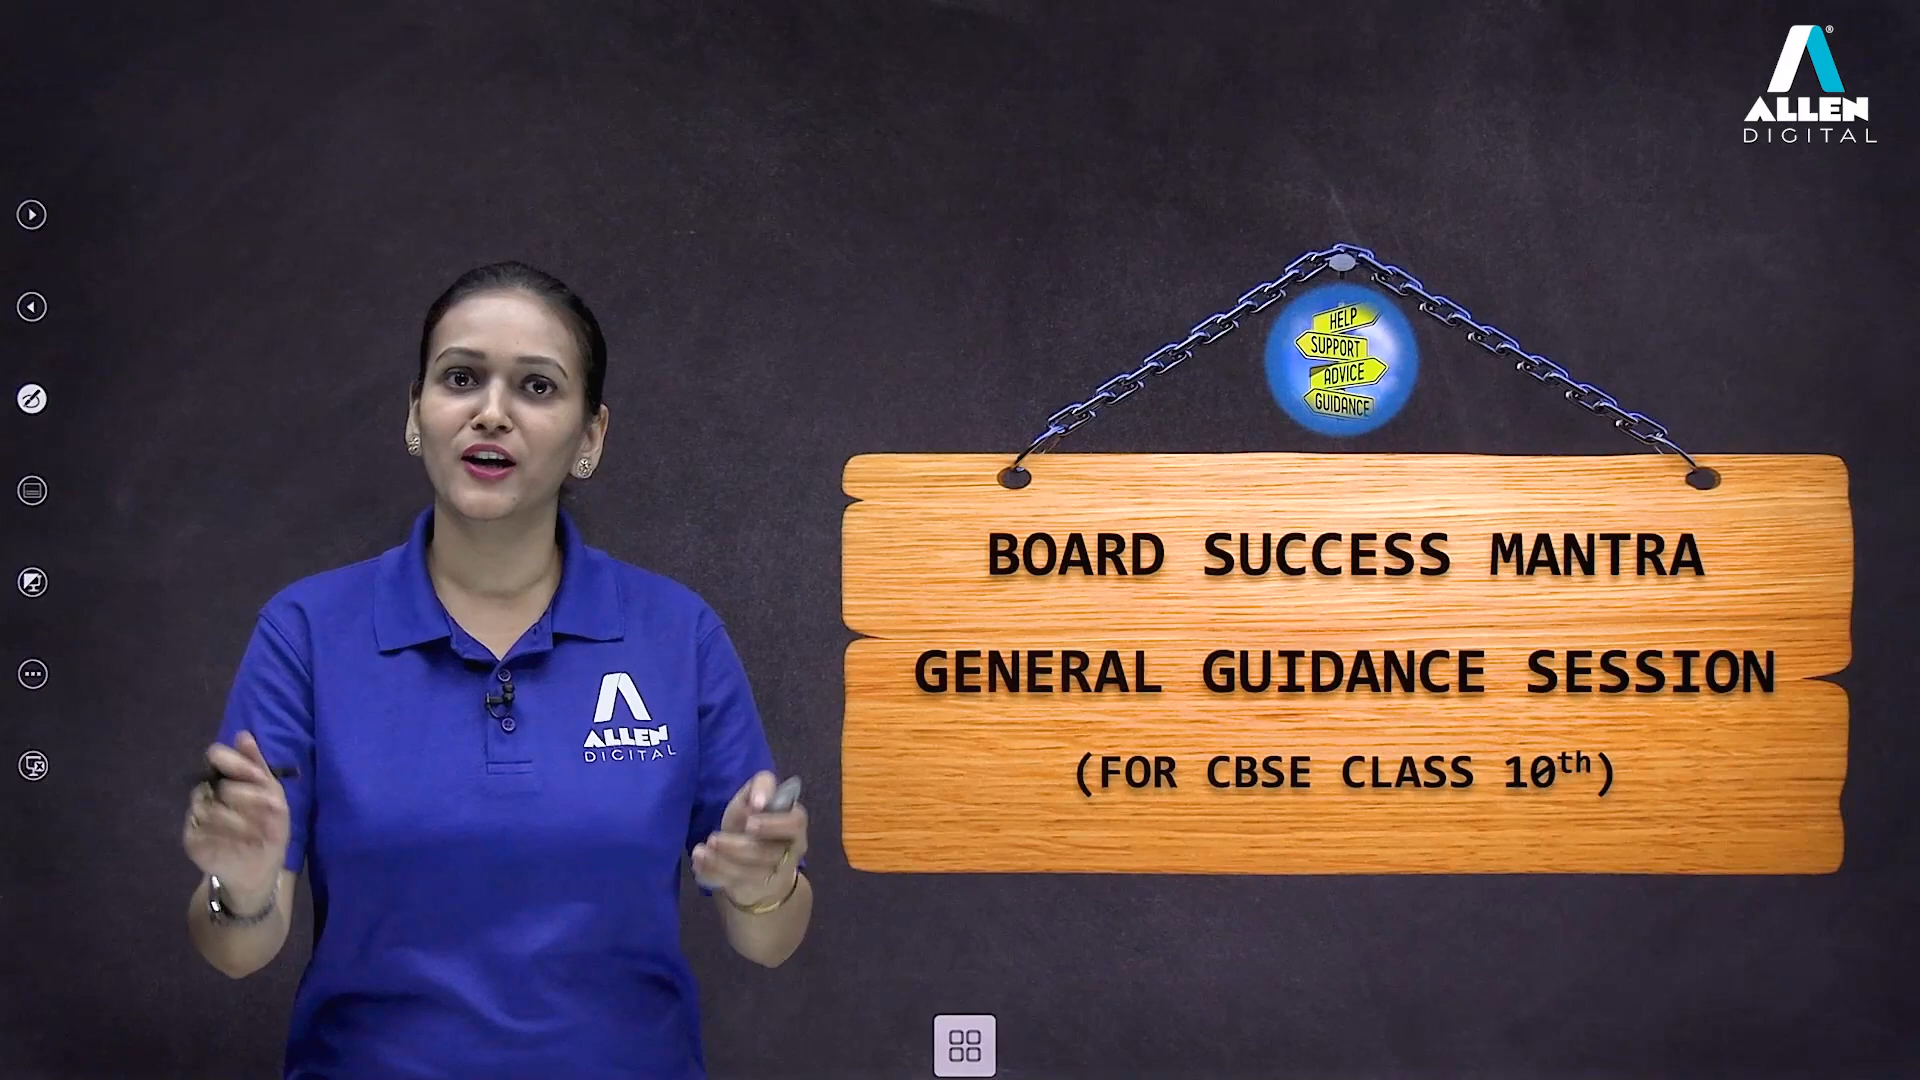 ALLEN
DIGITAL
HELP
SUPPORT
ADVICE
GUIDANCE
BOARD SUCCESS MANTRA
GENERAL GUIDANCE SESSION
(FOR CBSE CLASS 10th)
ALLEN
DIGITAL